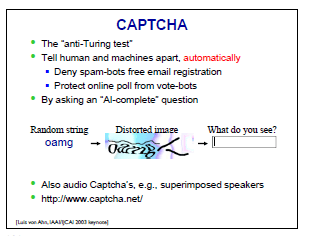 CAPTCHA
• The "anti-Turing test"
• Tell human and machines apart, automatically
▪ Deny spam-bots free email registration
▪ Protect online poll from vote-bots
• By asking an "AI-complete" question
Random string Distorted image What do you see?
oamg → oamg →
• Also audio Captcha's, e.g., superimposed speakers
• http://www.captcha.net/
[Luis von Ahn, IAAI/IJCAI 2003 keynote]